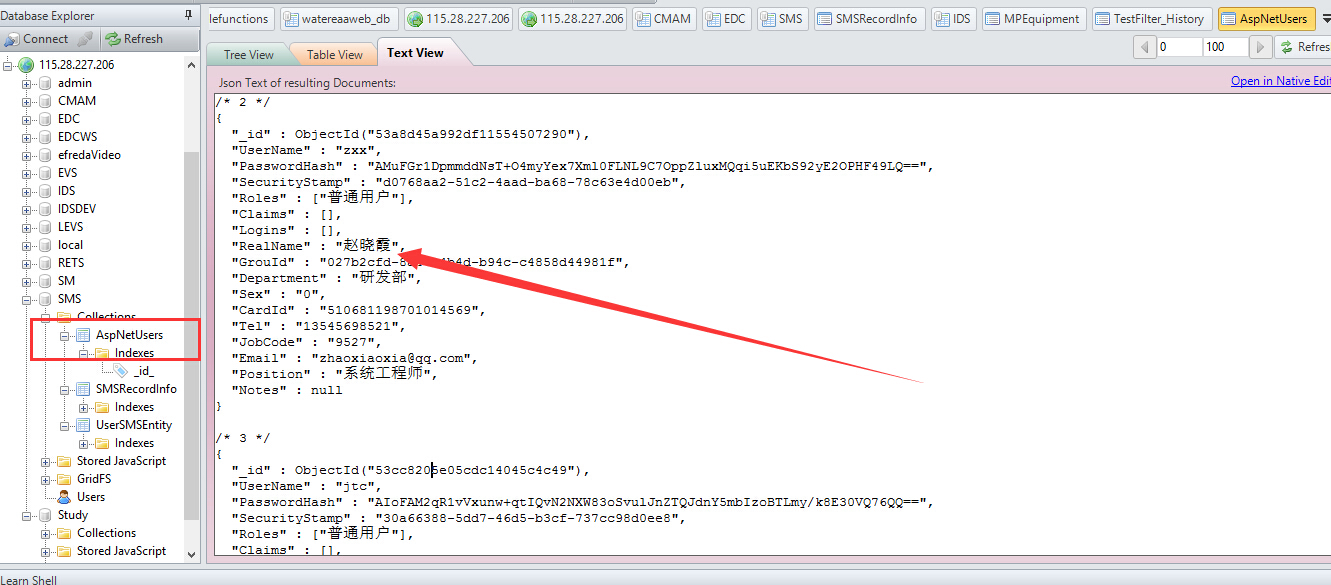 Database Explorer
Connect Refresh
115.28.227.206
admin
CMAM
EDC
EDCWS
efredaVideo
EVS
IDS
IDSDEV
LEVS
local
RETS
SM
SMS
Collections
AspNetUsers
Indexes
_id_
SMSRecordInfo
Indexes
UserSMSEntity
Indexes
Stored JavaScript
GridFS
Users
Study
Collections
Stored JavaScript
Learn Shell
lefunctions watereaaweb_db 115.28.227.206 115.28.227.206 CMAM EDC SMS SMSRecordInfo IDS MPEquipment TestFilter_History AspNetUsers
Tree View Table View Text View 0 100 Refres
Json Text of resulting Documents: Open in Native Edit
/* 2 */
{
"_id" : ObjectId("53a8d45a992df11554507290"),
"UserName" : "zxx",
"PasswordHash" : "AMuFGr1DpmmddNsT+O4myYex7Xml0FLNL9C7OppZluxMQqi5uEKbS92yE2OPHF49LQ==",
"SecurityStamp" : "d0768aa2-51c2-4aad-ba68-78c63e4d00eb",
"Roles" : ["普通用户"],
"Claims" : [],
"Logins" : [],
"RealName" : "赵晓霞",
"GrouId" : "027b2cfd-8 4b4d-b94c-c4858d44981f",
"Department" : "研发部",
"Sex" : "0",
"CardId" : "510681198701014569",
"Tel" : "13545698521",
"JobCode" : "9527",
"Email" : "zhaoxiaoxia@qq.com",
"Position" : "系统工程师",
"Notes" : null
}
/* 3 */
{
"_id" : ObjectId("53cc8205e05cdc14045c4c49"),
"UserName" : "jtc",
"PasswordHash" : "AIoFAM2qR1vVxunw+qtIQvN2NXW83oSvulJnZTQJdnY5mbIzoBTLmy/k8E30VQ76QQ==",
"SecurityStamp" : "30a66388-5dd7-46d5-b3cf-737cc98d0ee8",
"Roles" : ["普通用户"],
"Claims" : [],